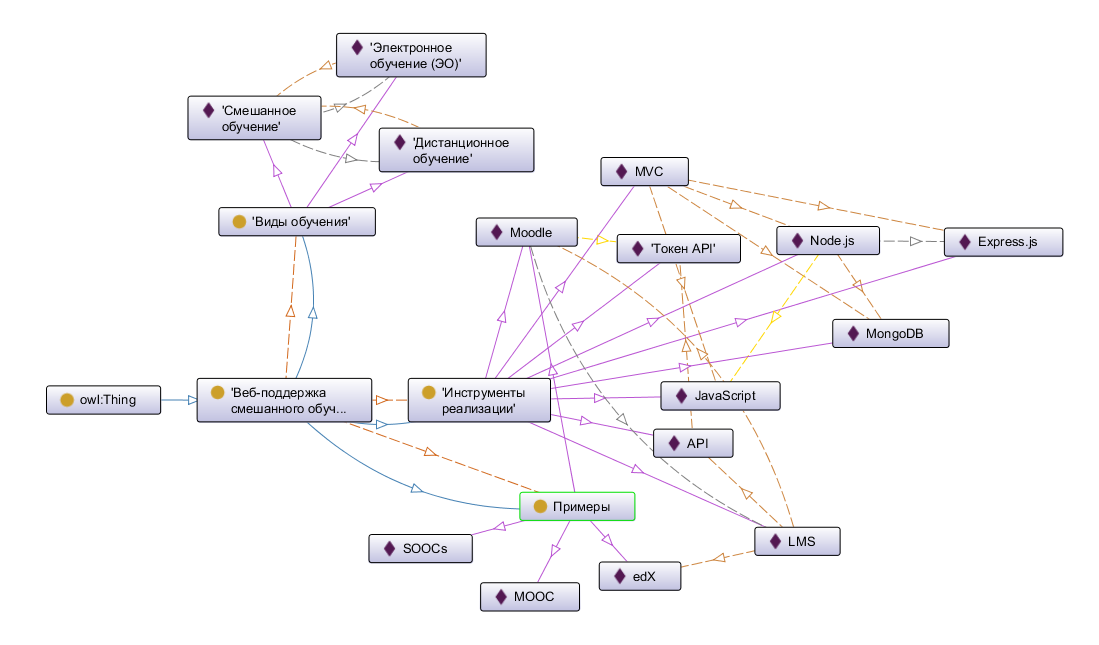 'Электронное
обучение (ЭО)'
'Смешанное
обучение'
'Дистанционное
обучение'
MVC
'Виды обучения'
Moodle
'Токен API'
Node.js
Express.js
MongoDB
owl:Thing
'Веб-поддержка
смешанного обуч...
'Инструменты
реализации'
JavaScript
API
Примеры
SOOCs
LMS
edX
MOOC